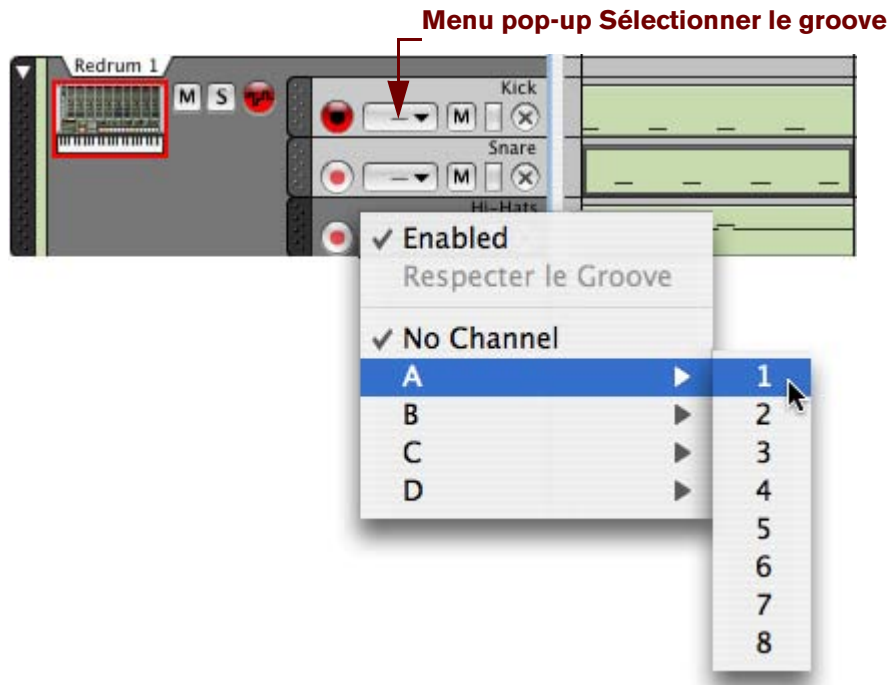 Menu pop-up Sélectionner le groove
Redrum 1
M S
Kick
M
Snare
M
Hi-Hats
Enabled
Respecter le Groove
No Channel
A
B
C
D
1
2
3
4
5
6
7
8